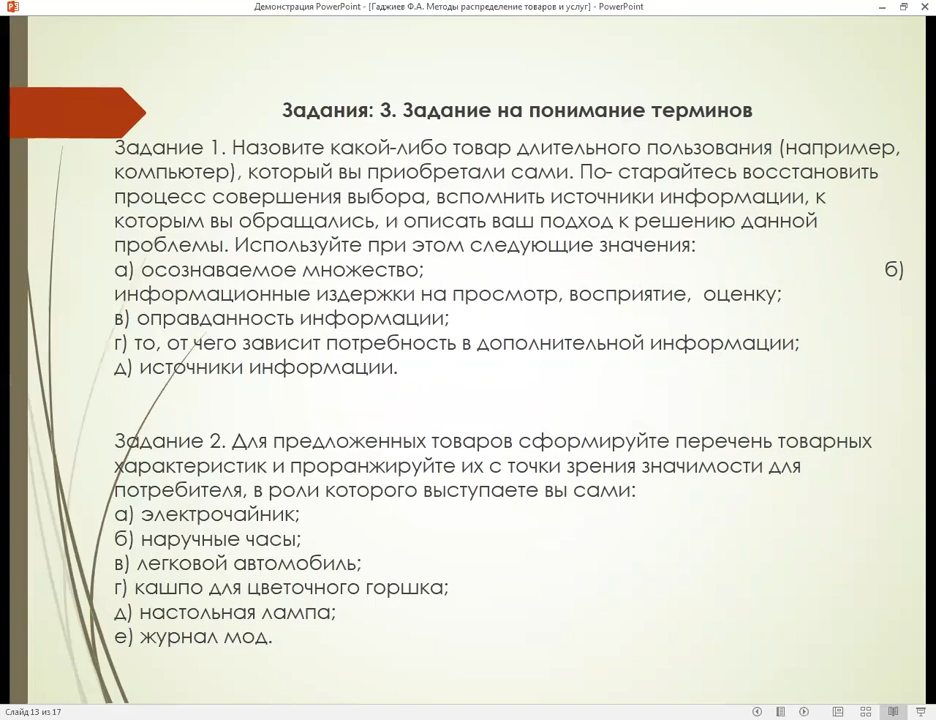 Демонстрация PowerPoint - [Гаджиев Ф.А. Методы распределение товаров и услуг] - PowerPoint
Задания: 3. Задание на понимание терминов
Задание 1. Назовите какой-либо товар длительного пользования (например,
компьютер), который вы приобретали сами. По- старайтесь восстановить
процесс совершения выбора, вспомнить источники информации, к
которым вы обращались, и описать ваш подход к решению данной
проблемы. Используйте при этом следующие значения:
а) осознаваемое множество; б)
информационные издержки на просмотр, восприятие, оценку;
в) оправданность информации;
г) то, от чего зависит потребность в дополнительной информации;
д) источники информации.
Задание 2. Для предложенных товаров сформируйте перечень товарных
характеристик и проранжируйте их с точки зрения значимости для
потребителя, в роли которого выступаете вы сами:
а) электрочайник;
б) наручные часы;
в) легковой автомобиль;
г) кашпо для цветочного горшка;
д) настольная лампа;
е) журнал мод.
Слайд 13 из 17